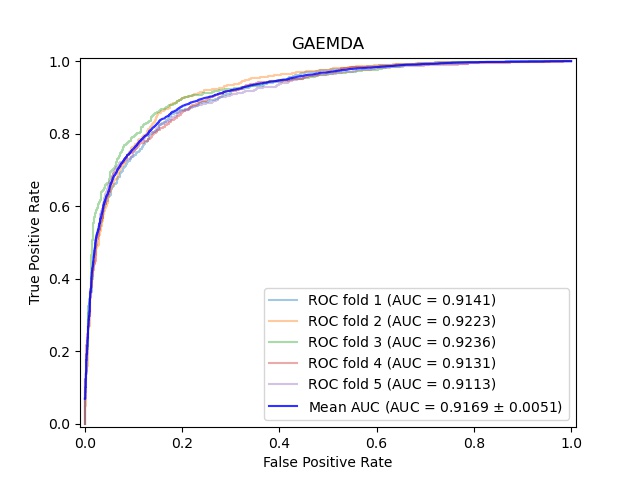 GAEMDA
1.0
0.8
0.6
0.4
0.2
0.0
True Positive Rate
ROC fold 1 (AUC = 0.9141)
ROC fold 2 (AUC = 0.9223)
ROC fold 3 (AUC = 0.9236)
ROC fold 4 (AUC = 0.9131)
ROC fold 5 (AUC = 0.9113)
Mean AUC (AUC = 0.9169 ± 0.0051)
0.0 0.2 0.4 0.6 0.8 1.0
False Positive Rate